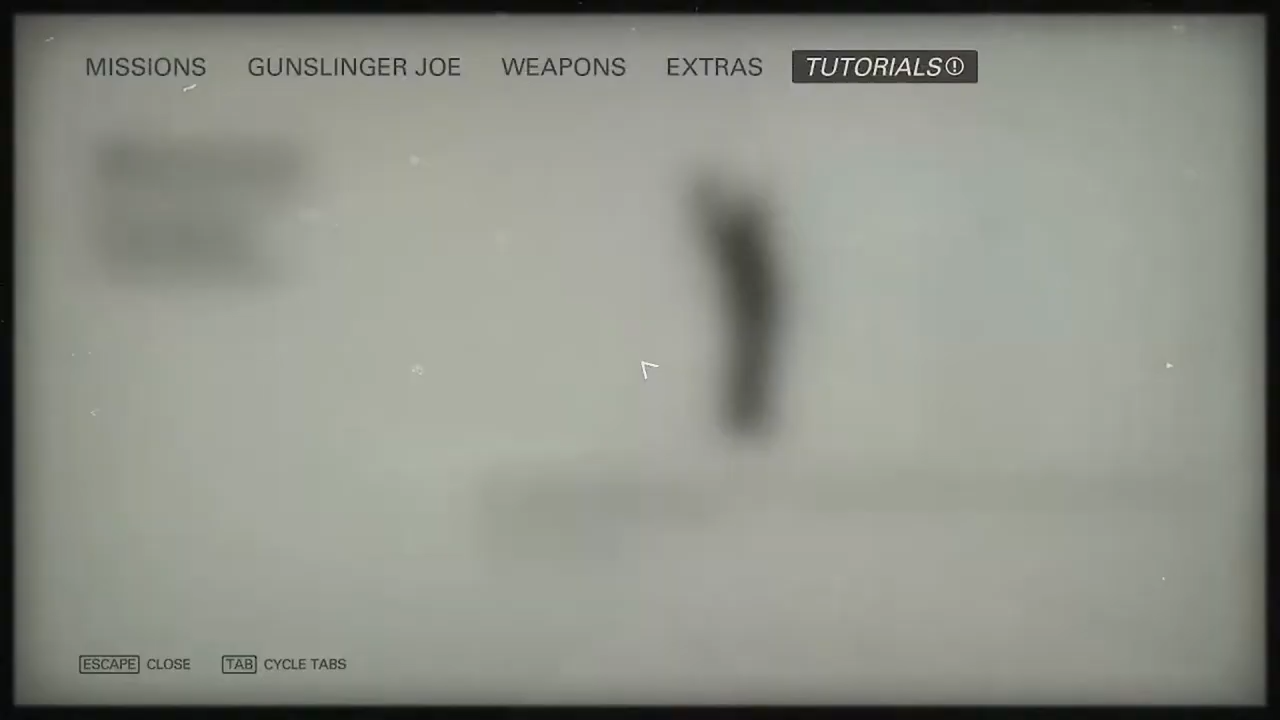 MISSIONS GUNSLINGER JOE WEAPONS EXTRAS TUTORIALS
ESCAPE CLOSE TAB CYCLE TABS